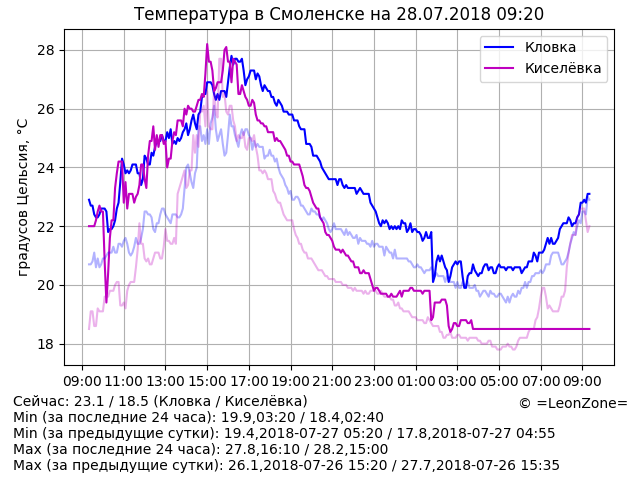 Температура в Смоленске на 28.07.2018 09:20
Кловка
Киселёвка
градусов Цельсия, °C
28
26
24
22
20
18
09:00 11:00 13:00 15:00 17:00 19:00 21:00 23:00 01:00 03:00 05:00 07:00 09:00
Сейчас: 23.1 / 18.5 (Кловка / Киселёвка)
© =LeonZone=
Min (за последние 24 часа): 19.9,03:20 / 18.4,02:40
Min (за предыдущие сутки): 19.4,2018-07-27 05:20 / 17.8,2018-07-27 04:55
Max (за последние 24 часа): 27.8,16:10 / 28.2,15:00
Max (за предыдущие сутки): 26.1,2018-07-26 15:20 / 27.7,2018-07-26 15:35